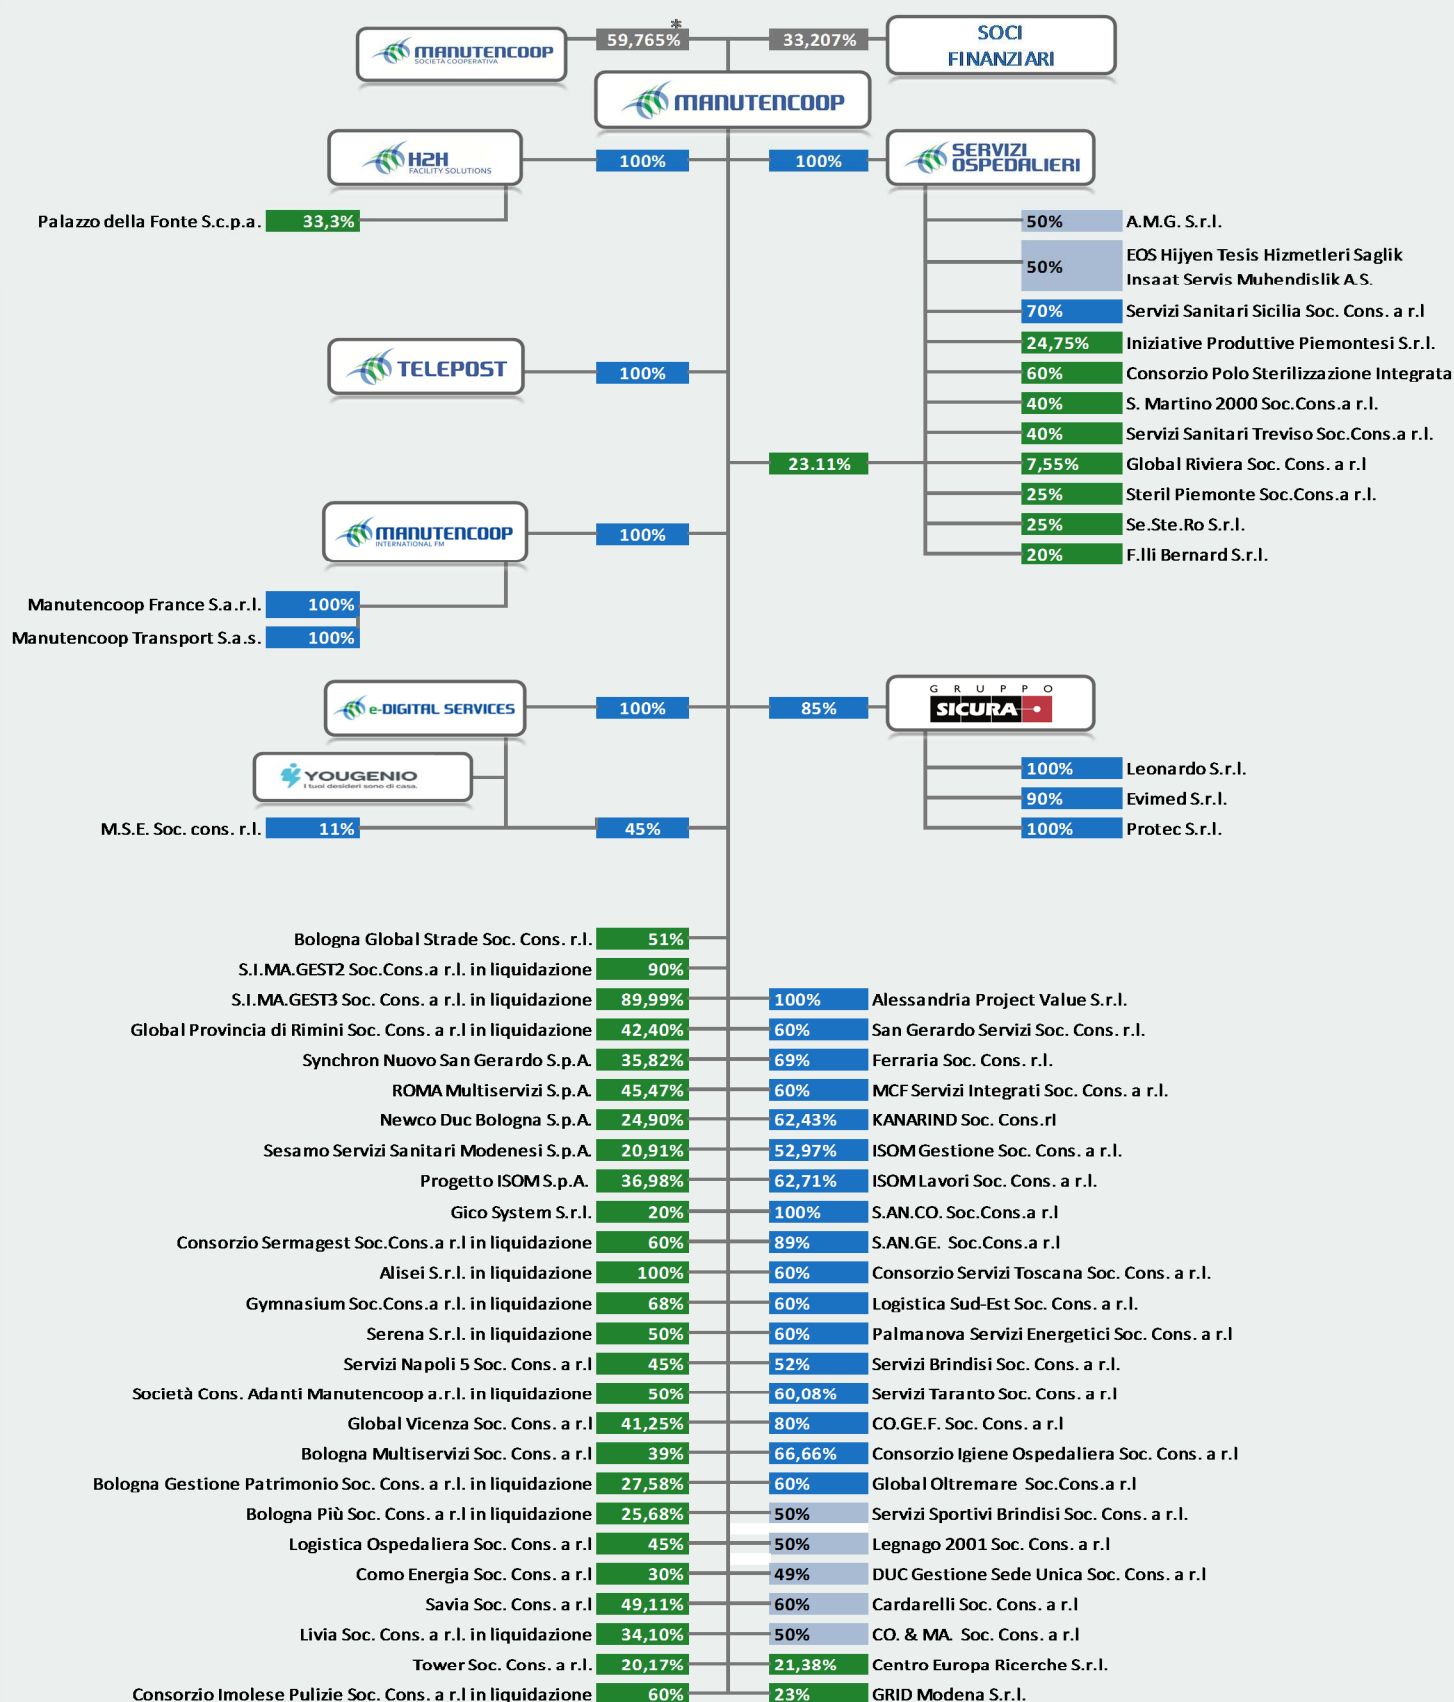 MANUTENCOOP
SOCIETÀ COOPERATIVA
59,765%
*
33,207%
SOCI
FINANZIARI
MANUTENCOOP
H2H
FACILITY SOLUTIONS
100%
100%
SERVIZI
OSPEDALIERI
Palazzo della Fonte S.c.p.a.
33,3%
50%
A.M.G. S.r.l.
50%
EOS Hijyen Tesis Hizmetleri Saglik
Insaat Servis Muhendislik A.S.
70%
Servizi Sanitari Sicilia Soc. Cons. a r.l
24,75%
Iniziative Produttive Piemontesi S.r.l.
TELEPOST
100%
60%
Consorzio Polo Sterilizzazione Integrata
40%
S. Martino 2000 Soc.Cons.a r.l.
40%
Servizi Sanitari Treviso Soc.Cons.a r.l.
23.11%
7,55%
Global Riviera Soc. Cons. a r.l
25%
Steril Piemonte Soc.Cons.a r.l.
25%
Se.Ste.Ro S.r.l.
20%
F.lli Bernard S.r.l.
MANUTENCOOP
INTERNATIONAL FM
100%
Manutencoop France S.a.r.l.
100%
Manutencoop Transport S.a.s.
100%
e-DIGITAL SERVICES
100%
85%
GRUPPO
SICURA
YOUGENIO
I tuoi desideri sono di casa.
100%
Leonardo S.r.l.
90%
Evimed S.r.l.
M.S.E. Soc. cons. r.l.
11%
45%
100%
Protec S.r.l.
Bologna Global Strade Soc. Cons. r.l.
51%
S.I.MA.GEST2 Soc.Cons.a r.l. in liquidazione
90%
S.I.MA.GEST3 Soc. Cons. a r.l. in liquidazione
89,99%
100%
Alessandria Project Value S.r.l.
Global Provincia di Rimini Soc. Cons. a r.l in liquidazione
42,40%
60%
San Gerardo Servizi Soc. Cons. r.l.
Synchron Nuovo San Gerardo S.p.A.
35,82%
69%
Ferraria Soc. Cons. r.l.
ROMA Multiservizi S.p.A.
45,47%
60%
MCF Servizi Integrati Soc. Cons. a r.l.
Newco Duc Bologna S.p.A.
24,90%
62,43%
KANARIND Soc. Cons.rl
Sesamo Servizi Sanitari Modenesi S.p.A.
20,91%
52,97%
ISOM Gestione Soc. Cons. a r.l.
Progetto ISOM S.p.A.
36,98%
62,71%
ISOM Lavori Soc. Cons. a r.l.
Gico System S.r.l.
20%
100%
S.AN.CO. Soc.Cons.a r.l
Consorzio Sermagest Soc.Cons.a r.l in liquidazione
60%
89%
S.AN.GE. Soc.Cons.a r.l
Alisei S.r.l. in liquidazione
100%
60%
Consorzio Servizi Toscana Soc. Cons. a r.l.
Gymnasium Soc.Cons.a r.l. in liquidazione
68%
60%
Logistica Sud-Est Soc. Cons. a r.l.
Serena S.r.l. in liquidazione
50%
60%
Palmanova Servizi Energetici Soc. Cons. a r.l
Servizi Napoli 5 Soc. Cons. a r.l
45%
52%
Servizi Brindisi Soc. Cons. a r.l.
Società Cons. Adanti Manutencoop a.r.l. in liquidazione
50%
60,08%
Servizi Taranto Soc. Cons. a r.l
Global Vicenza Soc. Cons. a r.l
41,25%
80%
CO.GE.F. Soc. Cons. a r.l
Bologna Multiservizi Soc. Cons. a r.l
39%
66,66%
Consorzio Igiene Ospedaliera Soc. Cons. a r.l
Bologna Gestione Patrimonio Soc. Cons. a r.l. in liquidazione
27,58%
60%
Global Oltremare Soc.Cons.a r.l
Bologna Più Soc. Cons. a r.l in liquidazione
25,68%
50%
Servizi Sportivi Brindisi Soc. Cons. a r.l.
Logistica Ospedaliera Soc. Cons. a r.l
45%
50%
Legnago 2001 Soc. Cons. a r.l
Como Energia Soc. Cons. a r.l
30%
49%
DUC Gestione Sede Unica Soc. Cons. a r.l
Savia Soc. Cons. a r.l
49,11%
60%
Cardarelli Soc. Cons. a r.l
Livia Soc. Cons. a r.l. in liquidazione
34,10%
50%
CO. & MA. Soc. Cons. a r.l
Tower Soc. Cons. a r.l.
20,17%
21,38%
Centro Europa Ricerche S.r.l.
Consorzio Imolese Pulizie Soc. Cons. a r.l in liquidazione
60%
23%
GRID Modena S.r.l.